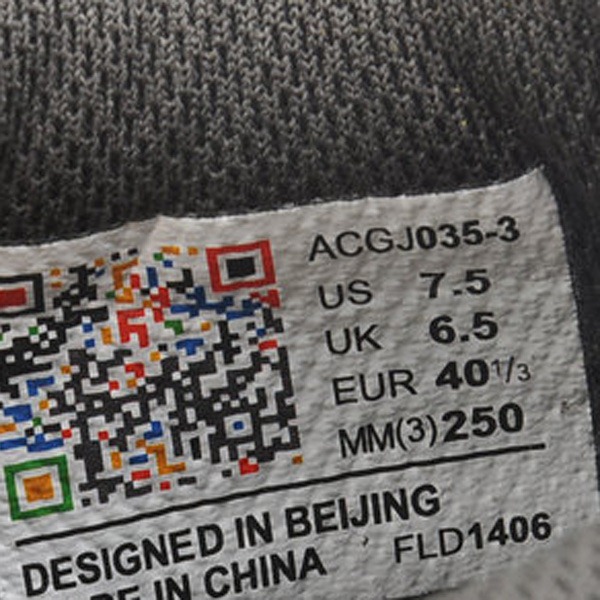 ACGJ035-3
US 7.5
UK 6.5
EUR 40 1/3
MM(3) 250
DESIGNED IN BEIJING
IN CHINA FLD1406